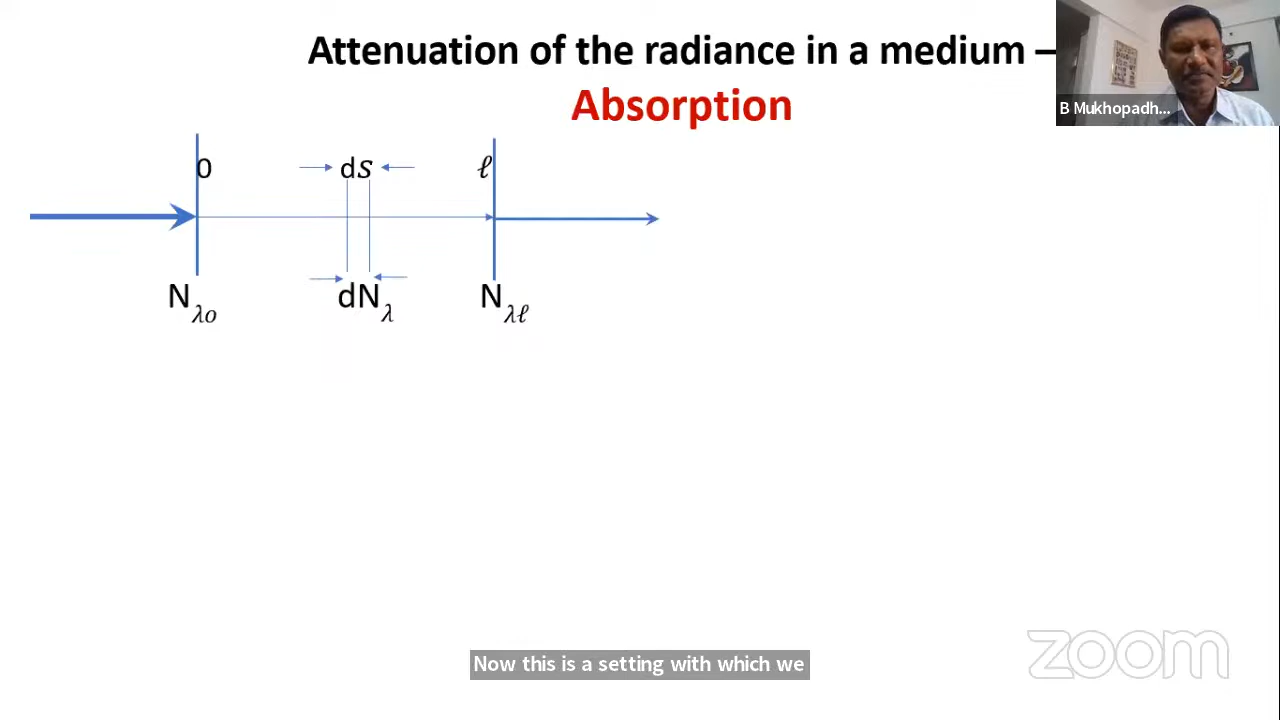 Attenuation of the radiance in a medium –
Absorption
B Mukhopadh...
0 ds ℓ
N_λo dN_λ N_λℓ
Now this is a setting with which we
zoom